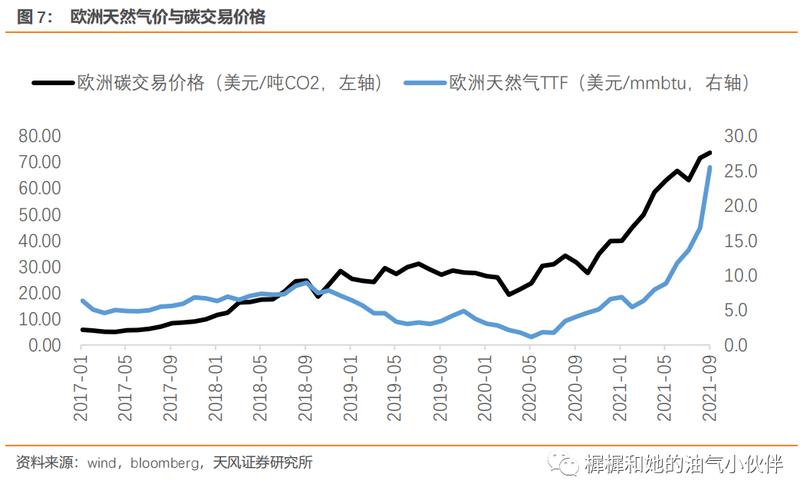 图 7： 欧洲天然气价与碳交易价格
欧洲碳交易价格（美元/吨CO2，左轴） 欧洲天然气TTF（美元/mmbtu，右轴）
80.00 30.0
70.00 25.0
60.00 20.0
50.00 15.0
40.00 10.0
30.00 5.0
20.00 0.0
10.00
0.00
2017-01 2017-05 2017-09 2018-01 2018-05 2018-09 2019-01 2019-05 2019-09 2020-01 2020-05 2020-09 2021-01 2021-05 2021-09
资料来源：wind，bloomberg，天风证券研究所
樨樨和她的油气小伙伴